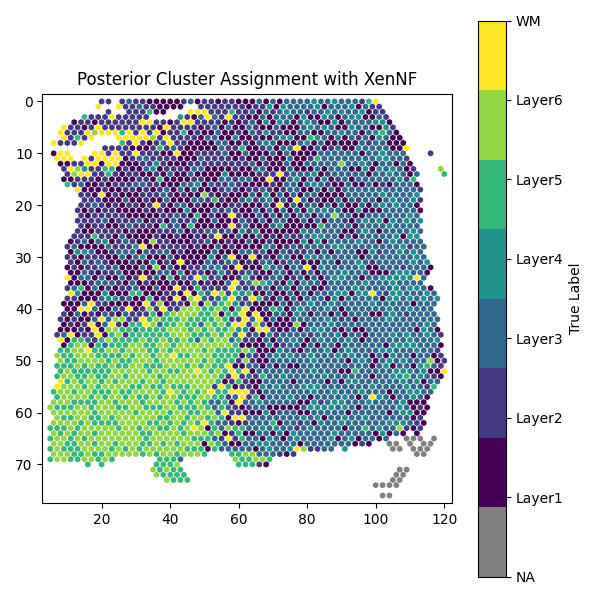 Posterior Cluster Assignment with XenNF
0
10
20
30
40
50
60
70
20
40
60
80
100
120
WM
Layer6
Layer5
Layer4
Layer3
Layer2
Layer1
NA
True Label